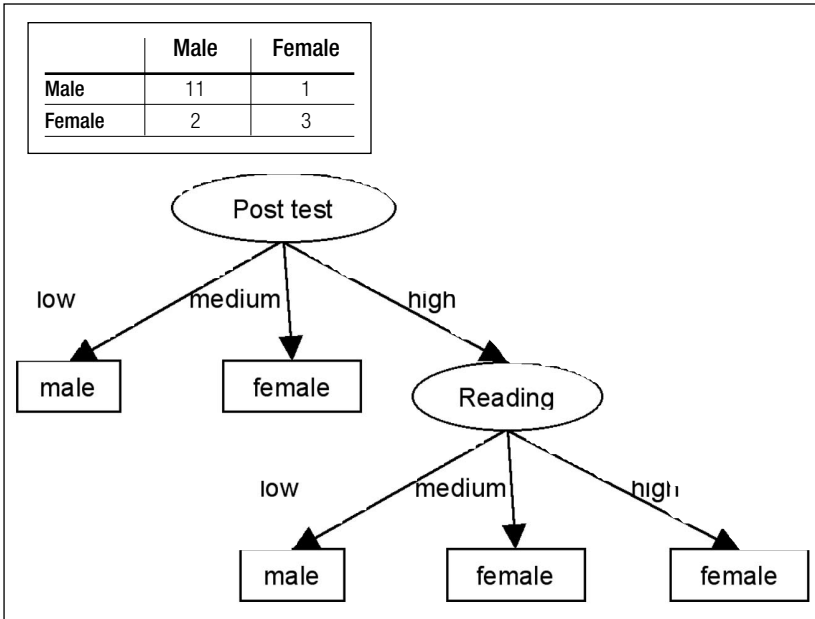 Male Female
Male 11 1
Female 2 3
Post test
low medium high
male female Reading
low medium high
male female female